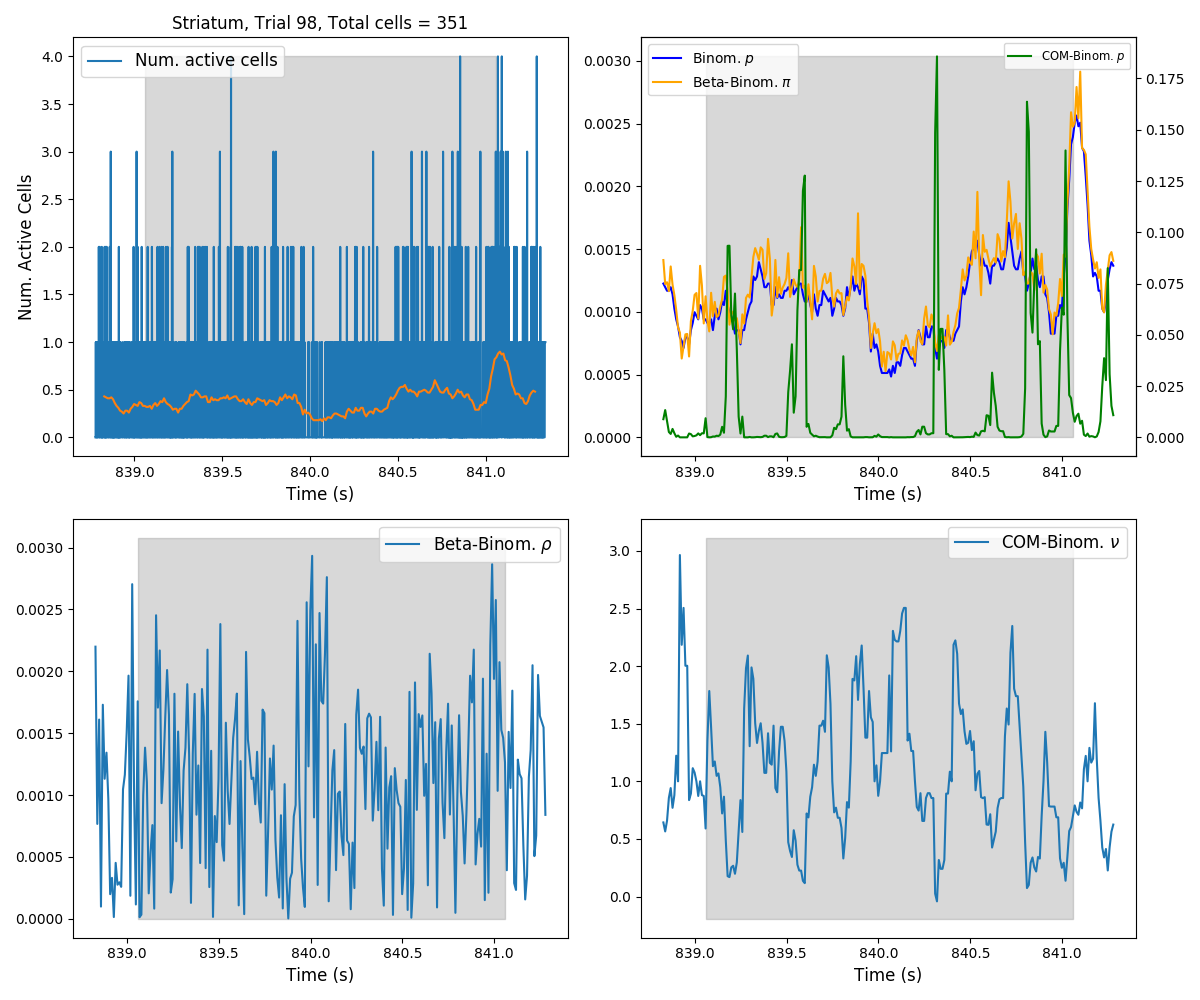 Striatum, Trial 98, Total cells = 351
Num. active cells
Num. Active Cells
4.0
3.5
3.0
2.5
2.0
1.5
1.0
0.5
0.0
839.0 839.5 840.0 840.5 841.0
Time (s)
Binom. p
Beta-Binom. π
COM-Binom. p
0.0030
0.0025
0.0020
0.0015
0.0010
0.0005
0.0000
0.175
0.150
0.125
0.100
0.075
0.050
0.025
0.000
839.0 839.5 840.0 840.5 841.0
Time (s)
Beta-Binom. ρ
0.0030
0.0025
0.0020
0.0015
0.0010
0.0005
0.0000
839.0 839.5 840.0 840.5 841.0
Time (s)
COM-Binom. ν
3.0
2.5
2.0
1.5
1.0
0.5
0.0
839.0 839.5 840.0 840.5 841.0
Time (s)